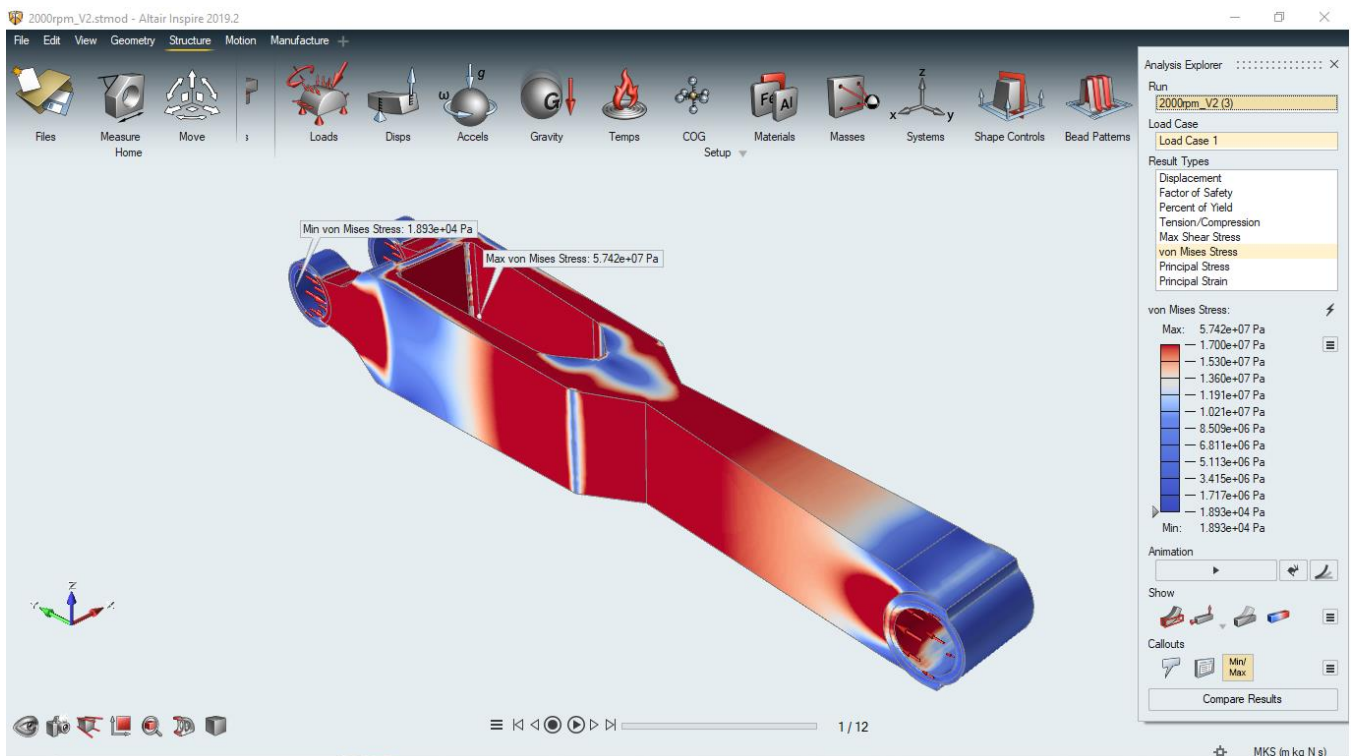 2000rpm_V2.stmod - Altair Inspire 2019.2
File Edit View Geometry Structure Motion Manufacture +
Files Measure Move s Loads Disps Accels Gravity Temps COG Materials Masses Systems Shape Controls Bead Patterns
Home Setup
ω g
G
Fe Al
z
x y
Analysis Explorer
Run
2000rpm_V2 (3)
Load Case
Load Case 1
Result Types
Displacement
Factor of Safety
Percent of Yield
Tension/Compression
Max Shear Stress
von Mises Stress
Principal Stress
Principal Strain
von Mises Stress:
Max: 5.742e+07 Pa
1.700e+07 Pa
1.530e+07 Pa
1.360e+07 Pa
1.191e+07 Pa
1.021e+07 Pa
8.509e+06 Pa
6.811e+06 Pa
5.113e+06 Pa
3.415e+06 Pa
1.717e+06 Pa
1.893e+04 Pa
Min: 1.893e+04 Pa
Animation
Show
Callouts
Min/
Max
Compare Results
Min von Mises Stress: 1.893e+04 Pa
Max von Mises Stress: 5.742e+07 Pa
Z
Y X
1 / 12
MKS (m kg N s)